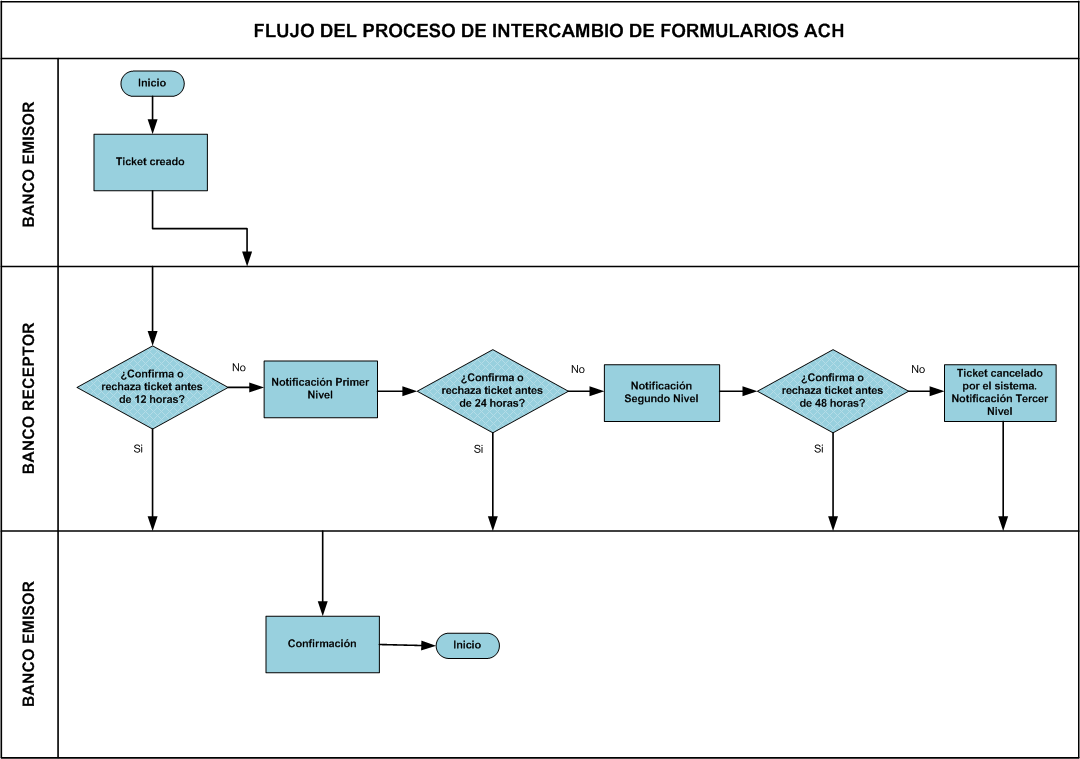 FLUJO DEL PROCESO DE INTERCAMBIO DE FORMULARIOS ACH
BANCO EMISOR
Inicio
Ticket creado
BANCO RECEPTOR
¿Confirma o
rechaza ticket antes
de 12 horas?
No
Si
Notificación Primer
Nivel
¿Confirma o
rechaza ticket antes
de 24 horas?
No
Si
Notificación
Segundo Nivel
¿Confirma o
rechaza ticket antes
de 48 horas?
No
Si
Ticket cancelado
por el sistema.
Notificación Tercer
Nivel
BANCO EMISOR
Confirmación
Inicio